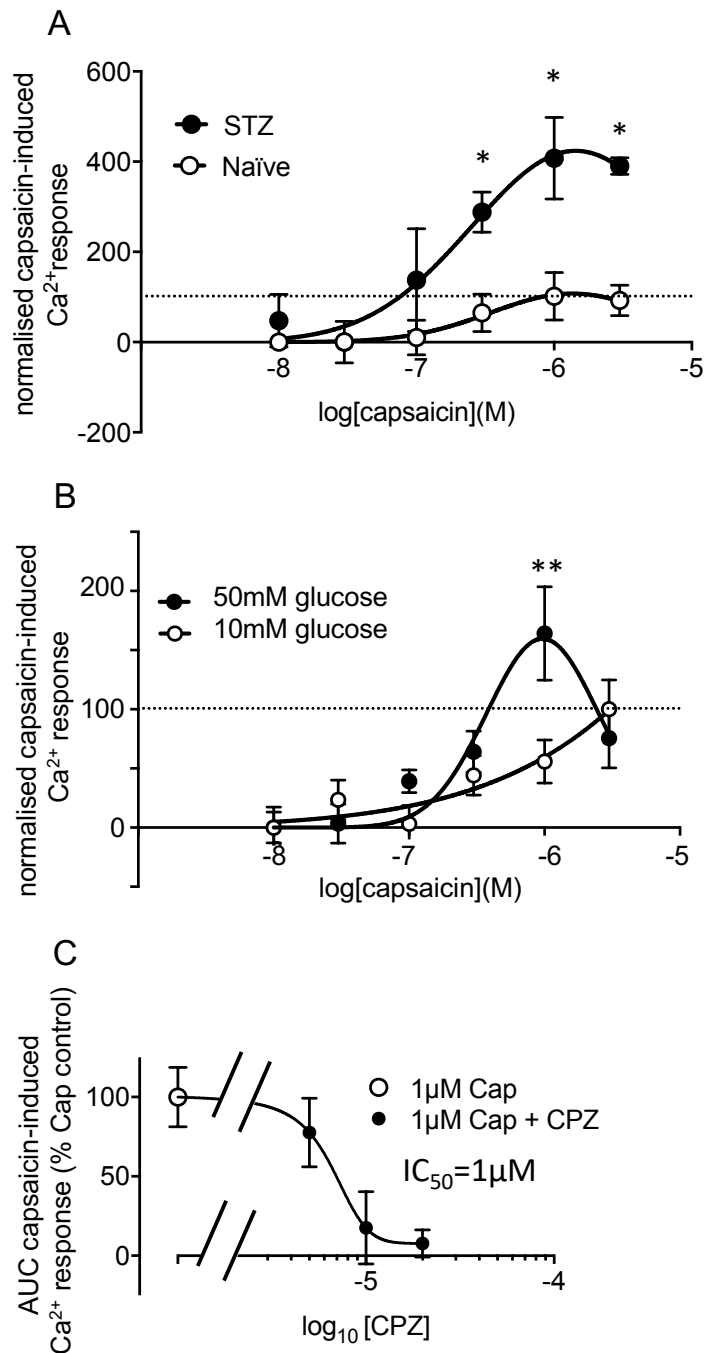 A
normalised capsaicin-induced
Ca²⁺response
600
400
200
0
-200
STZ
Naïve
*
*
*
-8
-7
-6
-5
log[capsaicin](M)
B
normalised capsaicin-induced
Ca²⁺ response
200
100
0
50mM glucose
10mM glucose
**
-8
-7
-6
-5
log[capsaicin](M)
C
AUC capsaicin-induced
Ca²⁺ response (% Cap control)
100
50
0
1µM Cap
1µM Cap + CPZ
IC₅₀=1µM
-5
-4
log₁₀ [CPZ]